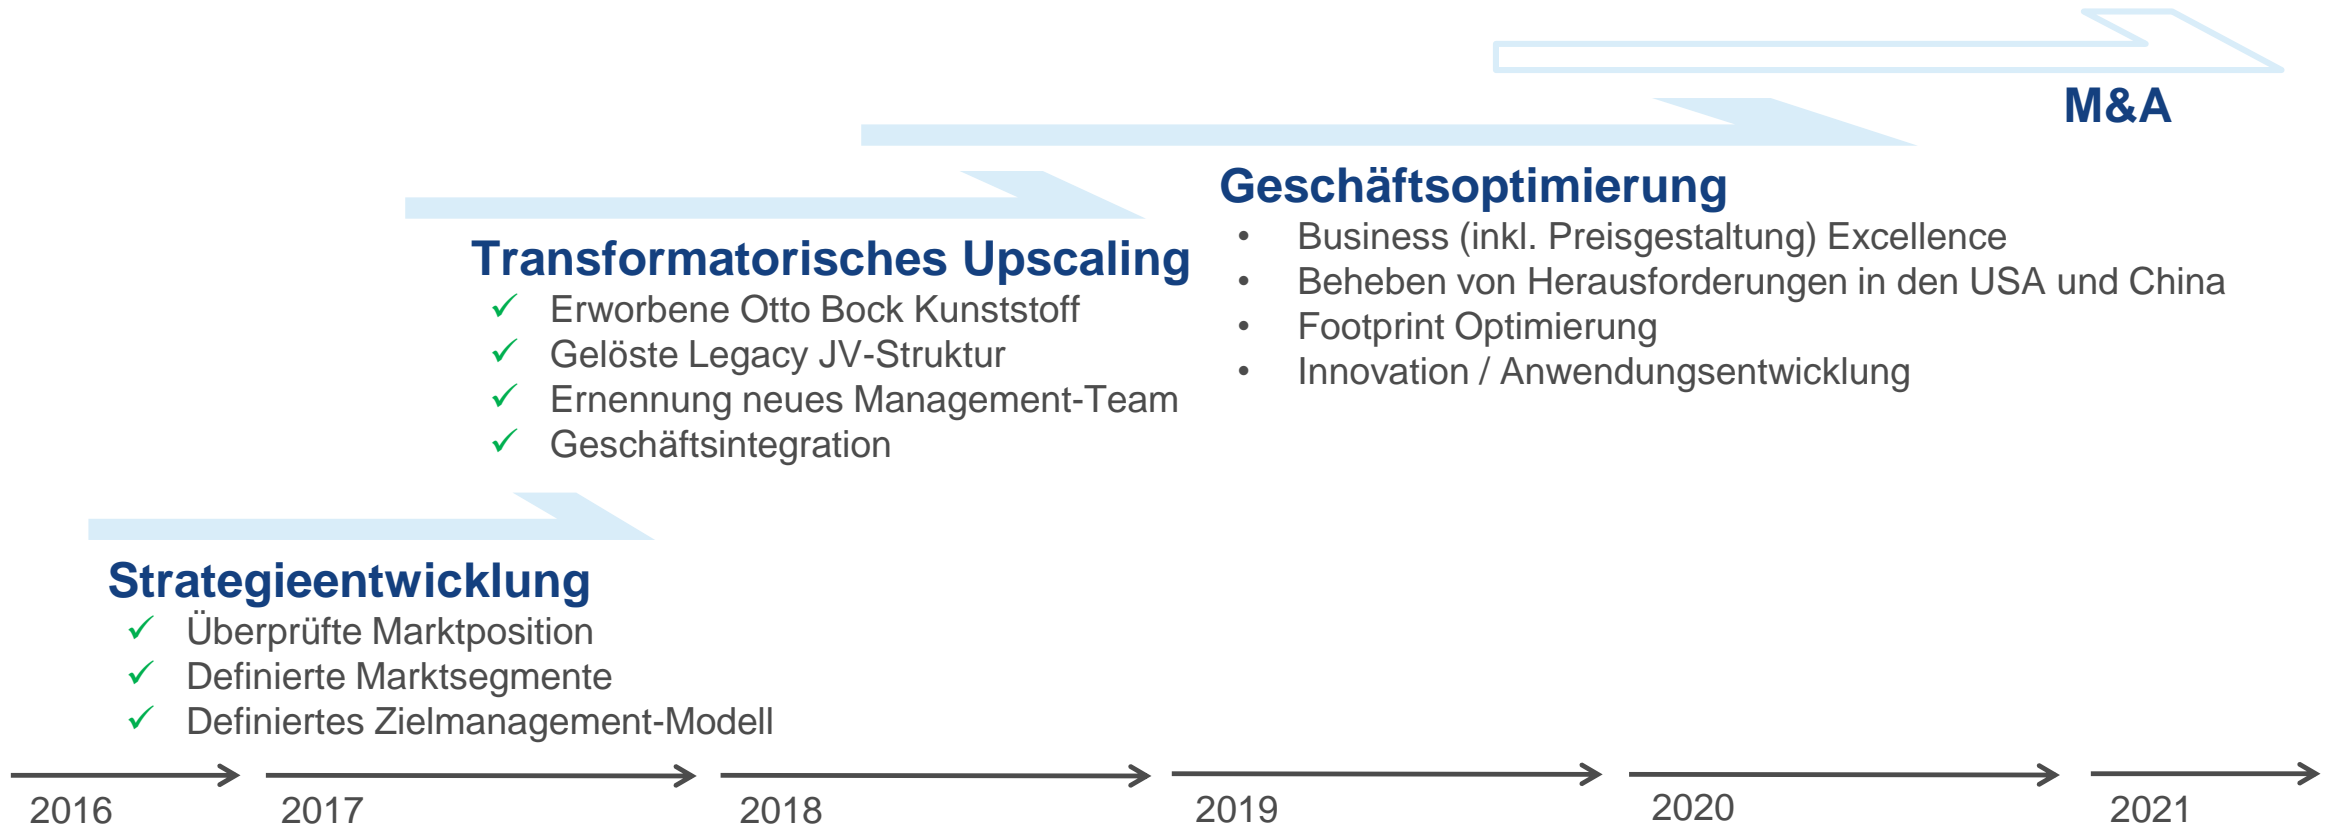 M&A
Geschäftsoptimierung
• Business (inkl. Preisgestaltung) Excellence
• Beheben von Herausforderungen in den USA und China
• Footprint Optimierung
• Innovation / Anwendungsentwicklung
Transformatorisches Upscaling
✓ Erworbene Otto Bock Kunststoff
✓ Gelöste Legacy JV-Struktur
✓ Ernennung neues Management-Team
✓ Geschäftsintegration
Strategieentwicklung
✓ Überprüfte Marktposition
✓ Definierte Marktsegmente
✓ Definiertes Zielmanagement-Modell
2016 2017 2018 2019 2020 2021